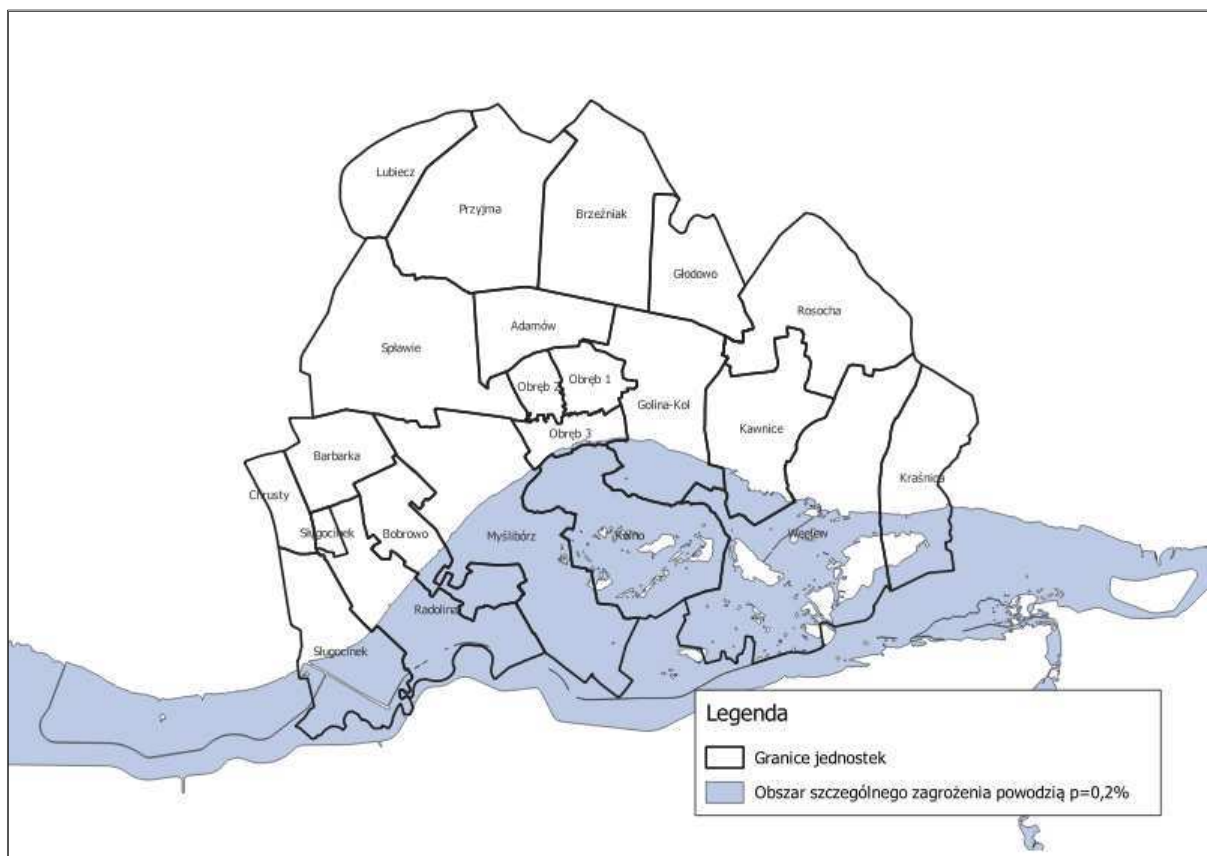 Lubiecz
Przyjma
Brzeźniak
Głodowo
Rosocha
Adamów
Spławie
Obręb 2
Obręb 1
Golina-Kol
Obręb 3
Kawnice
Barbarka
Kraśnica
Chrusty
Sługocinek
Bobrowo
Myślibórz
Kolno
Węglew
Radolina
Sługocinek
Legenda
Granice jednostek
Obszar szczególnego zagrożenia powodzią p=0,2%